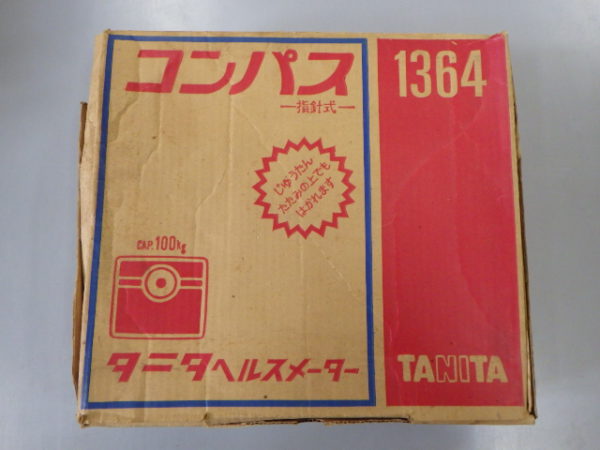 コンパス
―指針式―
1364
じゅうたん
たたみの上でも
はかれます
CAP. 100kg
タニタヘルスメーター
TANITA